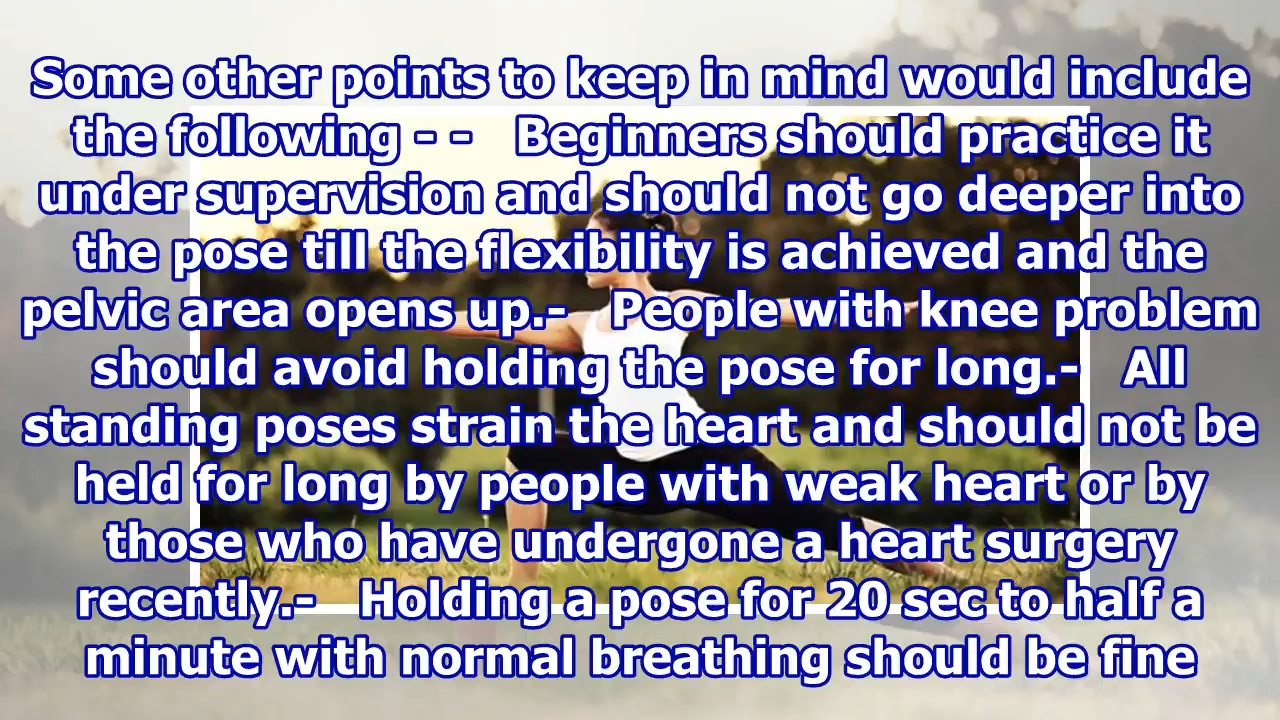 Some other points to keep in mind would include
the following - -   Beginners should practice it
under supervision and should not go deeper into
the pose till the flexibility is achieved and the
pelvic area opens up.-   People with knee problem
should avoid holding the pose for long.-   All
standing poses strain the heart and should not be
held for long by people with weak heart or by
those who have undergone a heart surgery
recently.-   Holding a pose for 20 sec to half a
minute with normal breathing should be fine